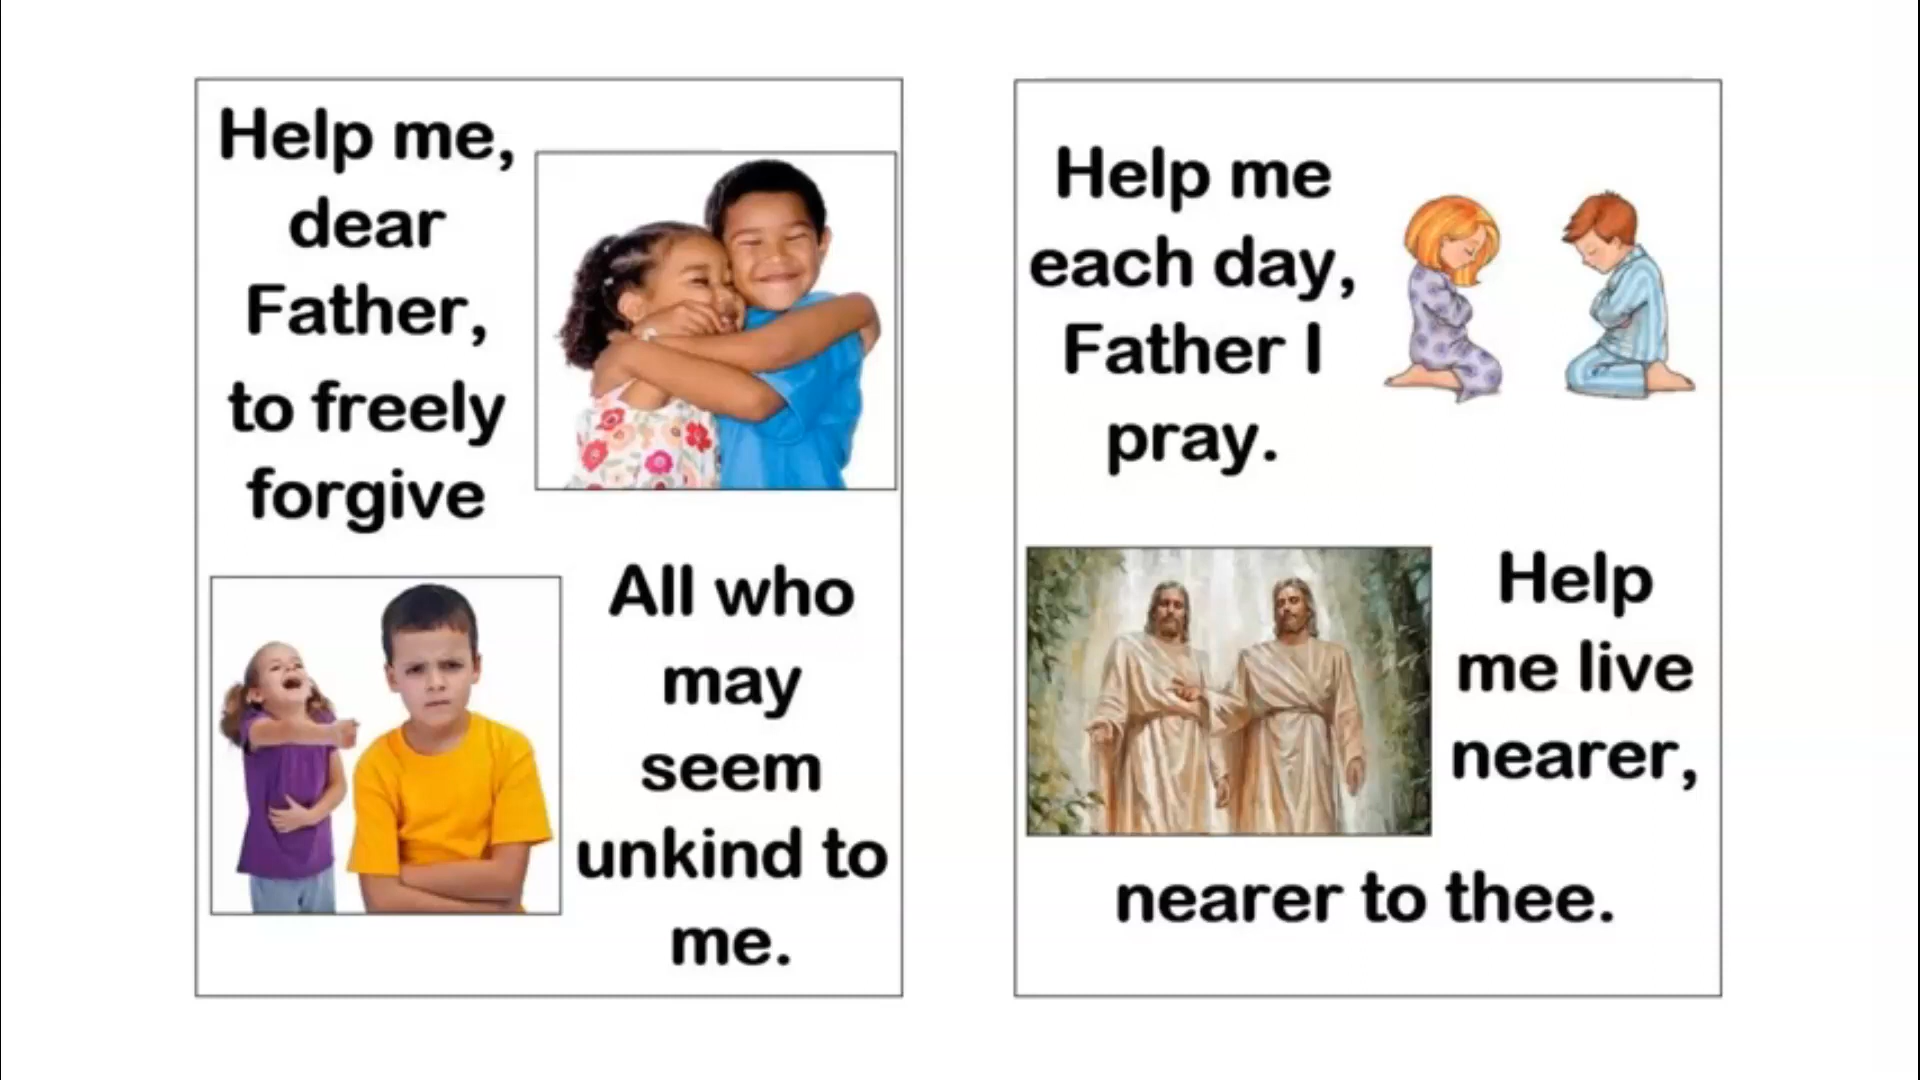 Help me,
dear
Father,
to freely
forgive
All who
may
seem
unkind to
me.
Help me
each day,
Father I
pray.
Help
me live
nearer,
nearer to thee.